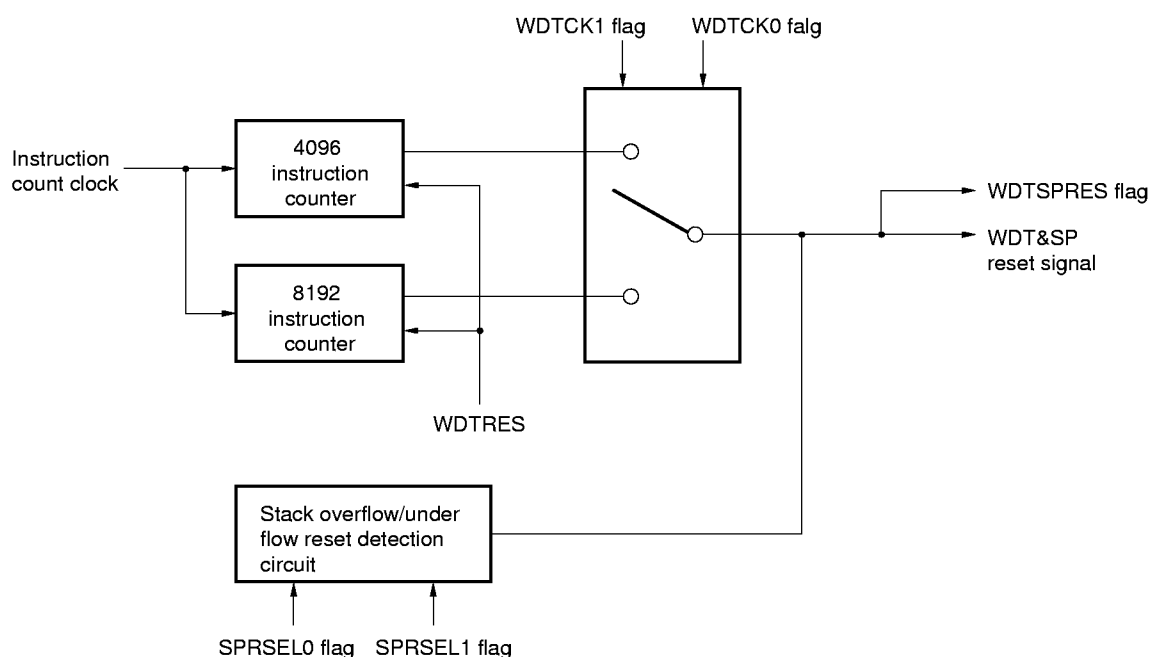 WDTCK1 flag
WDTCK0 falg
Instruction
count clock
4096
instruction
counter
WDTSPRES flag
WDT&SP
reset signal
8192
instruction
counter
WDTRES
Stack overflow/under
flow reset detection
circuit
SPRSEL0 flag
SPRSEL1 flag